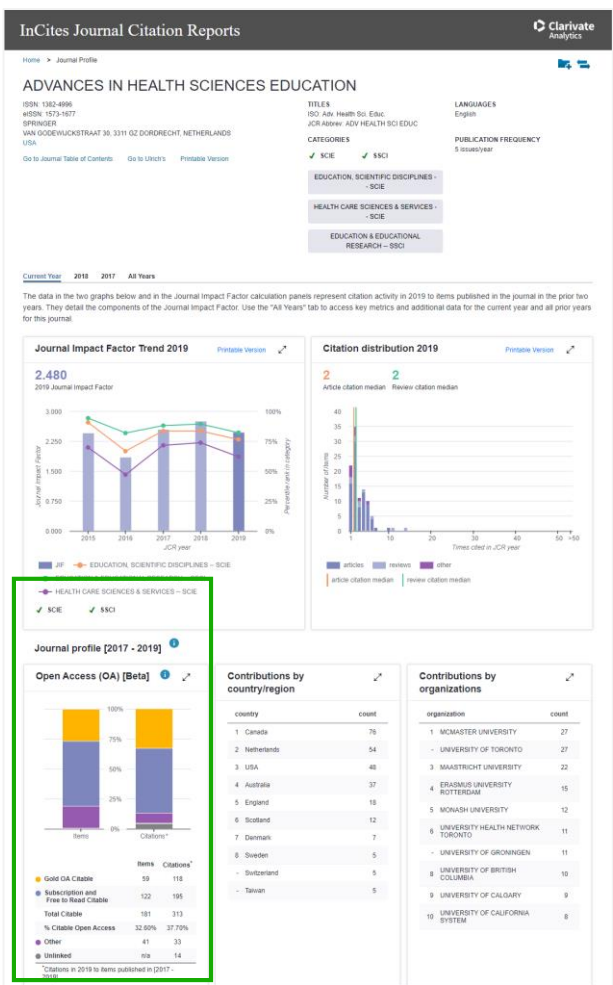 InCites Journal Citation Reports
Clarivate
Analytics
Home > Journal Profile
ADVANCES IN HEALTH SCIENCES EDUCATION
ISSN: 1382-4996
eISSN: 1573-1677
SPRINGER
VAN GODEWIJCKSTRAAT 30, 3311 GZ DORDRECHT, NETHERLANDS
USA
Go to Journal Table of Contents Go to Ulrich's Printable Version
TITLES
ISO: Adv. Health Sci. Educ.
JCR Abbrev: ADV HEALTH SCI EDUC
CATEGORIES
SCIE SSCI
EDUCATION, SCIENTIFIC DISCIPLINES -
- SCIE
HEALTH CARE SCIENCES & SERVICES -
- SCIE
EDUCATION & EDUCATIONAL
RESEARCH -- SSCI
LANGUAGES
English
PUBLICATION FREQUENCY
5 issues/year
Current Year 2018 2017 All Years
The data in the two graphs below and in the Journal Impact Factor calculation panels represent citation activity in 2019 to items published in the journal in the prior two
years. They detail the components of the Journal Impact Factor. Use the "All Years" tab to access key metrics and additional data for the current year and all prior years
for this journal.
Journal Impact Factor Trend 2019 Printable Version
2.480
2019 Journal Impact Factor
3.000 100%
2.250 75%
1.500 50%
0.750 25%
0.000 0%
Journal Impact Factor
Percentile rank in category
2015 2016 2017 2018 2019
JCR year
JIF EDUCATION, SCIENTIFIC DISCIPLINES -- SCIE
HEALTH CARE SCIENCES & SERVICES -- SCIE
SCIE SSCI
Citation distribution 2019 Printable Version
2 2
Article citation median Review citation median
40
35
30
25
20
15
10
5
0
Number of items
1 10 20 30 40 50 >50
Times cited in JCR year
articles reviews other
article citation median review citation median
Journal profile [2017 - 2019]
Open Access (OA) [Beta]
100%
75%
50%
25%
0%
Items Citations*
Items Citations*
Gold OA Citable 59 118
Subscription and
Free to Read Citable 122 195
Total Citable 181 313
% Citable Open Access 32.60% 37.70%
Other 41 33
Unlinked n/a 14
*Citations in 2019 to items published in [2017 -
2019]
Contributions by
country/region
country count
1 Canada 76
2 Netherlands 54
3 USA 48
4 Australia 37
5 England 18
6 Scotland 12
7 Denmark 7
8 Sweden 5
- Switzerland 5
- Taiwan 5
Contributions by
organizations
organization count
1 MCMASTER UNIVERSITY 27
- UNIVERSITY OF TORONTO 27
3 MAASTRICHT UNIVERSITY 22
4 ERASMUS UNIVERSITY
ROTTERDAM 15
5 MONASH UNIVERSITY 12
6 UNIVERSITY HEALTH NETWORK
TORONTO 11
- UNIVERSITY OF GRONINGEN 11
8 UNIVERSITY OF BRITISH
COLUMBIA 10
9 UNIVERSITY OF CALGARY 9
10 UNIVERSITY OF CALIFORNIA
SYSTEM 8